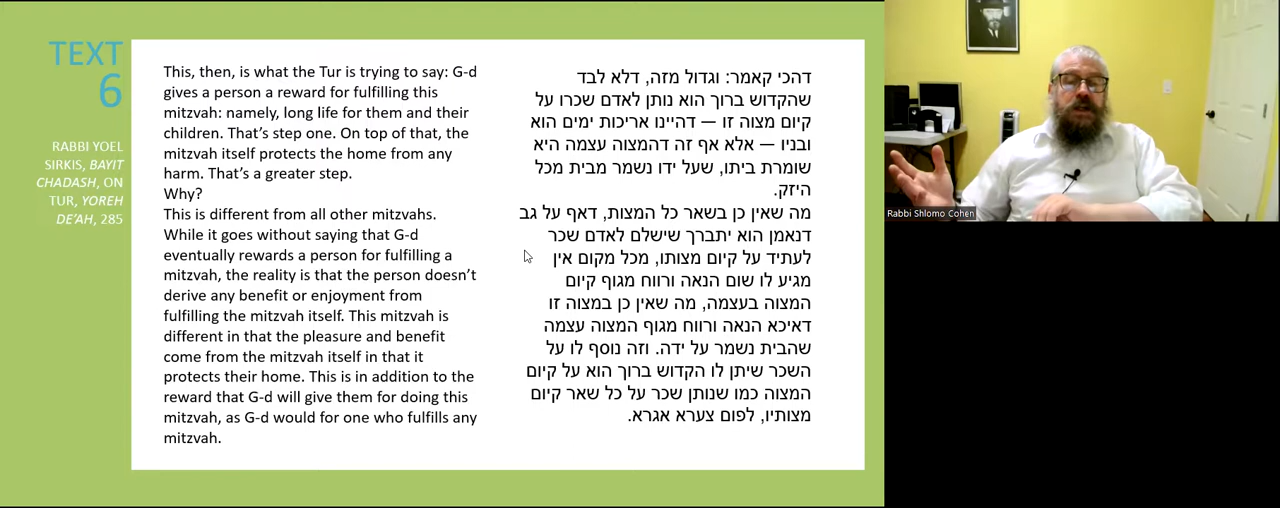 TEXT
6
RABBI YOEL
SIRKIS, BAYIT
CHADASH, ON
TUR, YOREH
DE'AH, 285
This, then, is what the Tur is trying to say: G-d
gives a person a reward for fulfilling this
mitzvah: namely, long life for them and their
children. That's step one. On top of that, the
mitzvah itself protects the home from any
harm. That's a greater step.
Why?
This is different from all other mitzvahs.
While it goes without saying that G-d
eventually rewards a person for fulfilling a
mitzvah, the reality is that the person doesn't
derive any benefit or enjoyment from
fulfilling the mitzvah itself. This mitzvah is
different in that the pleasure and benefit
come from the mitzvah itself in that it
protects their home. This is in addition to the
reward that G-d will give them for doing this
mitzvah, as G-d would for one who fulfills any
mitzvah.
דהכי קאמר: וגדול מזה, דלא לבד
שהקדוש ברוך הוא נותן לאדם שכרו על
קיום מצוה זו — דהיינו אריכות ימים הוא
ובניו — אלא אף זה דהמצוה עצמה היא
שומרת ביתו, שעל ידו נשמר מבית מכל
היזק.
מה שאין כן בשאר כל המצות, דאף על גב
דנאמן הוא יתברך שישלם לאדם שכר
לעתיד על קיום מצותו, מכל מקום אין
מגיע לו שום הנאה ורווח מגוף קיום
המצוה בעצמה, מה שאין כן במצוה זו
דאיכא הנאה ורווח מגוף המצוה עצמה
שהבית נשמר על ידה. וזה נוסף לו על
השכר שיתן לו הקדוש ברוך הוא על קיום
המצוה כמו שנותן שכר על כל שאר קיום
מצותיו, לפום צערא אגרא.
Rabbi Shlomo Cohen